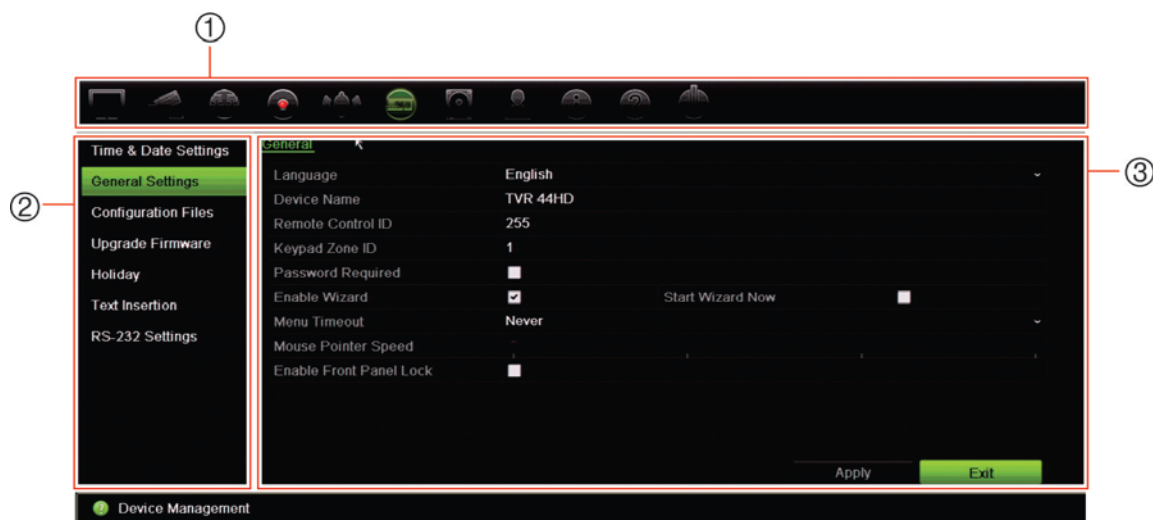 ①
Time & Date Settings
General Settings
Configuration Files
Upgrade Firmware
Holiday
Text Insertion
RS-232 Settings
②
General
Language English
Device Name TVR 44HD
Remote Control ID 255
Keypad Zone ID 1
Password Required
Enable Wizard Start Wizard Now
Menu Timeout Never
Mouse Pointer Speed
Enable Front Panel Lock
Apply Exit
③
Device Management